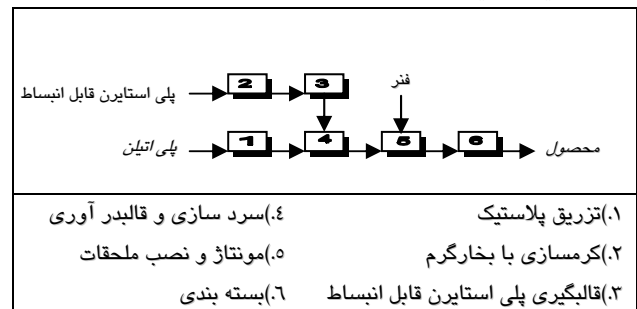 2 3 فنر
پلی استایرن قابل انبساط
پلی اتیلن 1 4 5 6 محصول
۱.)تزریق پلاستیک ۴.)سرد سازی و قالبدر آوری
۲.)کرمسازی با بخارگرم ۵.)مونتاژ و نصب ملحقات
۳.)قالبگیری پلی استایرن قابل انبساط ۶.)بسته بندی